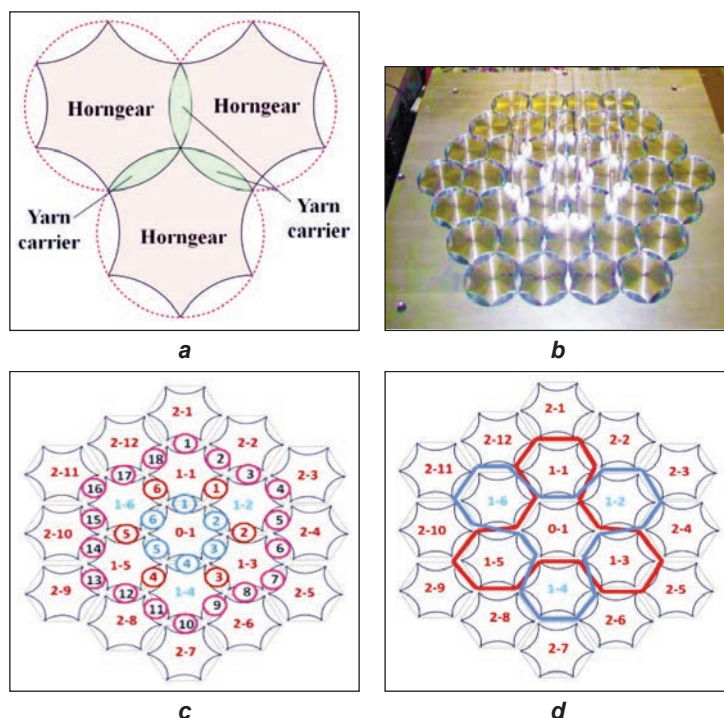 Horngear Horngear
Yarn carrier
Horngear
Yarn carrier
a
b
2-1
2-12 1 2-2
18 2
2-11 17 1-1 3 2-3
16 6 1 4
1-6 1 1-2
15 6 2 5
2-10 5 0-1 2 2-4
14 5 3 6
1-5 4 1-3
13 4 3 7
2-9 12 1-4 8 2-5
11 9
2-8 10 2-6
2-7
c
2-1
2-12 2-2
2-11 1-1 2-3
1-6 1-2
2-10 0-1 2-4
1-5 1-3
2-9 1-4 2-5
2-8 2-6
2-7
d